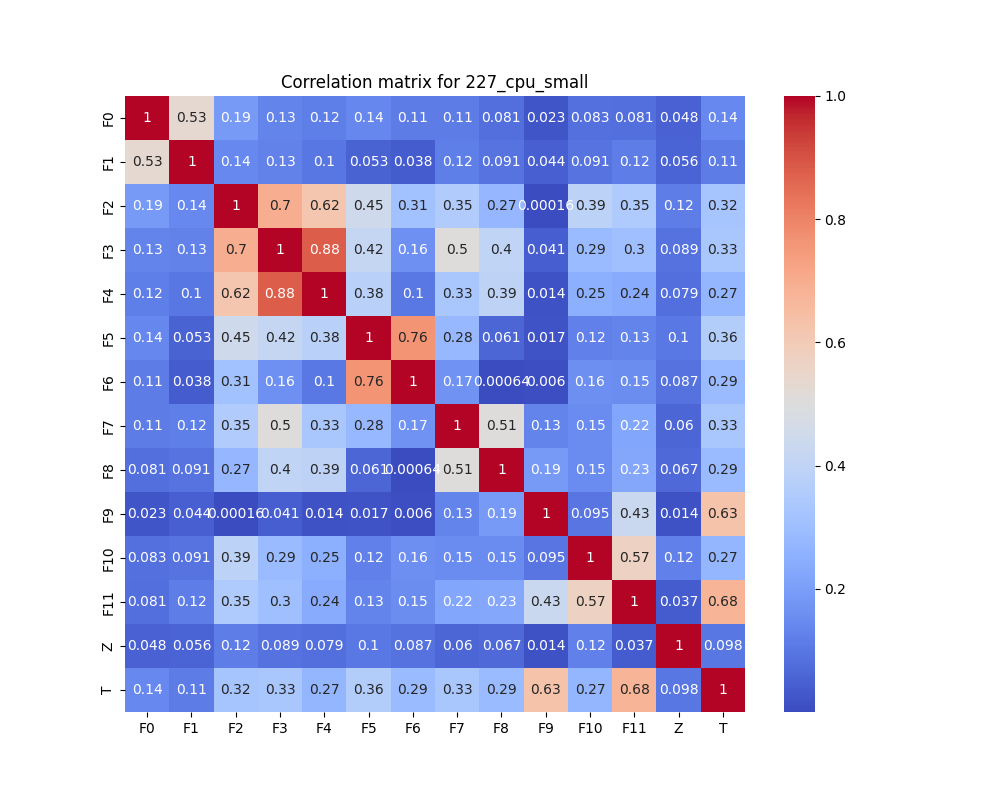 Correlation matrix for 227_cpu_small
F0 1 0.53 0.19 0.13 0.12 0.14 0.11 0.11 0.081 0.023 0.083 0.081 0.048 0.14
F1 0.53 1 0.14 0.13 0.1 0.053 0.038 0.12 0.091 0.044 0.091 0.12 0.056 0.11
F2 0.19 0.14 1 0.7 0.62 0.45 0.31 0.35 0.27 0.00016 0.39 0.35 0.12 0.32
F3 0.13 0.13 0.7 1 0.88 0.42 0.16 0.5 0.4 0.041 0.29 0.3 0.089 0.33
F4 0.12 0.1 0.62 0.88 1 0.38 0.1 0.33 0.39 0.014 0.25 0.24 0.079 0.27
F5 0.14 0.053 0.45 0.42 0.38 1 0.76 0.28 0.061 0.017 0.12 0.13 0.1 0.36
F6 0.11 0.038 0.31 0.16 0.1 0.76 1 0.17 0.00064 0.006 0.16 0.15 0.087 0.29
F7 0.11 0.12 0.35 0.5 0.33 0.28 0.17 1 0.51 0.13 0.15 0.22 0.06 0.33
F8 0.081 0.091 0.27 0.4 0.39 0.061 0.00064 0.51 1 0.19 0.15 0.23 0.067 0.29
F9 0.023 0.044 0.00016 0.041 0.014 0.017 0.006 0.13 0.19 1 0.095 0.43 0.014 0.63
F10 0.083 0.091 0.39 0.29 0.25 0.12 0.16 0.15 0.15 0.095 1 0.57 0.12 0.27
F11 0.081 0.12 0.35 0.3 0.24 0.13 0.15 0.22 0.23 0.43 0.57 1 0.037 0.68
Z 0.048 0.056 0.12 0.089 0.079 0.1 0.087 0.06 0.067 0.014 0.12 0.037 1 0.098
T 0.14 0.11 0.32 0.33 0.27 0.36 0.29 0.33 0.29 0.63 0.27 0.68 0.098 1
F0 F1 F2 F3 F4 F5 F6 F7 F8 F9 F10 F11 Z T
1.0
0.8
0.6
0.4
0.2